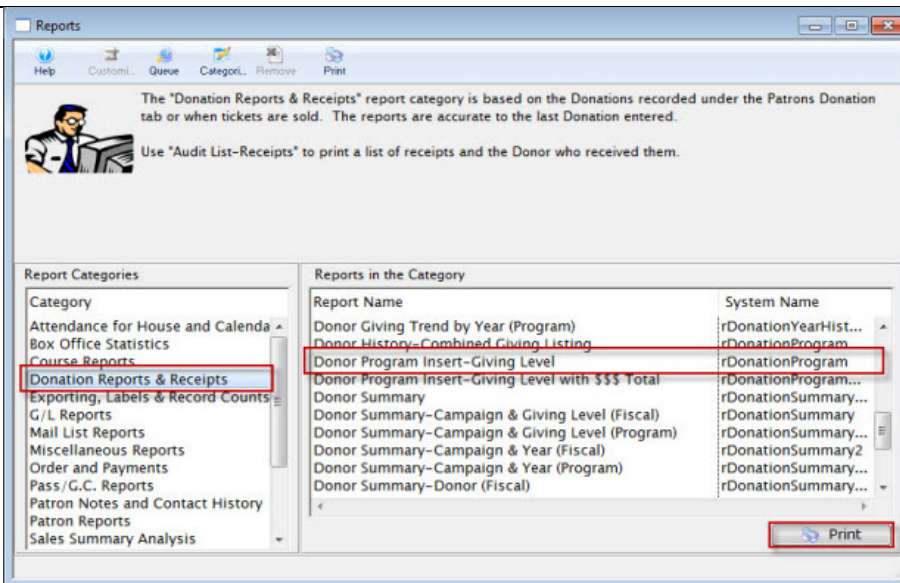 Reports
Help Customi.. Queue Categori.. Remove Print
The "Donation Reports & Receipts" report category is based on the Donations recorded under the Patrons Donation
tab or when tickets are sold. The reports are accurate to the last Donation entered.
Use "Audit List-Receipts" to print a list of receipts and the Donor who received them.
Report Categories
Category
Attendance for House and Calenda
Box Office Statistics
Course Reports
Donation Reports & Receipts
Exporting, Labels & Record Counts
G/L Reports
Mail List Reports
Miscellaneous Reports
Order and Payments
Pass/G.C. Reports
Patron Notes and Contact History
Patron Reports
Sales Summary Analysis
Reports in the Category
Report Name System Name
Donor Giving Trend by Year (Program) rDonationYearHist...
Donor History-Combined Giving Listing rDonationProgram
Donor Program Insert-Giving Level rDonationProgram
Donor Program Insert-Giving Level with $$$ Total rDonationProgram...
Donor Summary rDonationSummary...
Donor Summary-Campaign & Giving Level (Fiscal) rDonationSummary
Donor Summary-Campaign & Giving Level (Program) rDonationSummary...
Donor Summary-Campaign & Year (Fiscal) rDonationSummary2
Donor Summary-Campaign & Year (Program) rDonationSummary...
Donor Summary-Donor (Fiscal) rDonationSummary...
Print